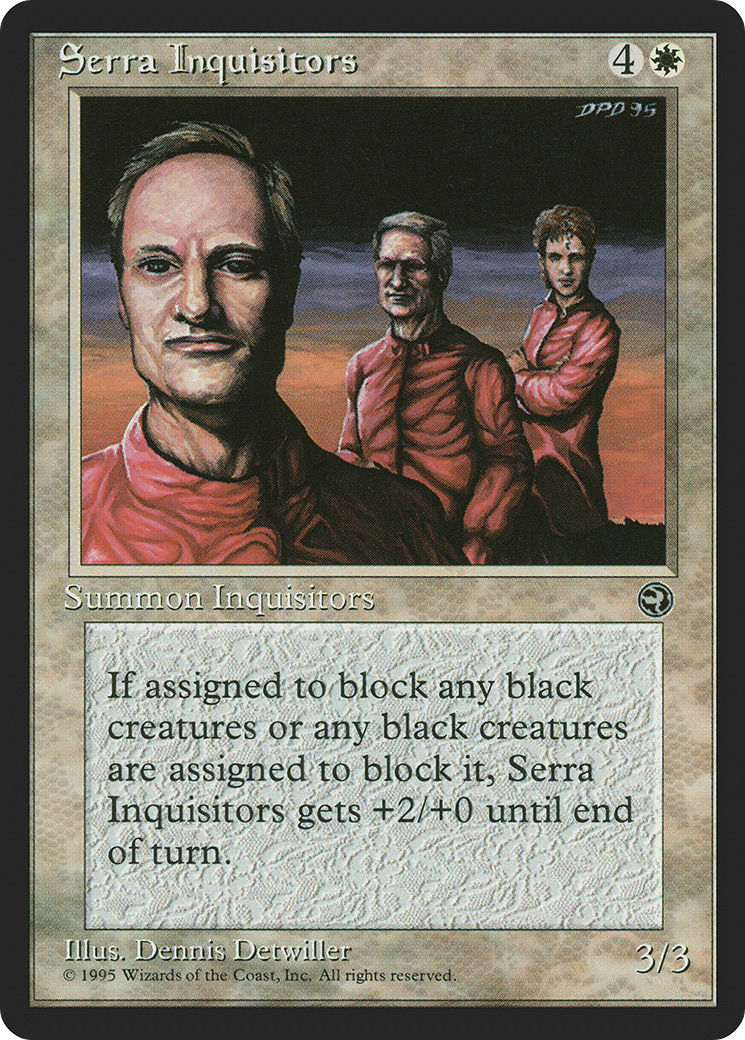 Serra Inquisitors 4
DPD 95
Summon Inquisitors
If assigned to block any black
creatures or any black creatures
are assigned to block it, Serra
Inquisitors gets +2/+0 until end
of turn.
Illus. Dennis Detwiller
© 1995 Wizards of the Coast, Inc. All rights reserved.
3/3